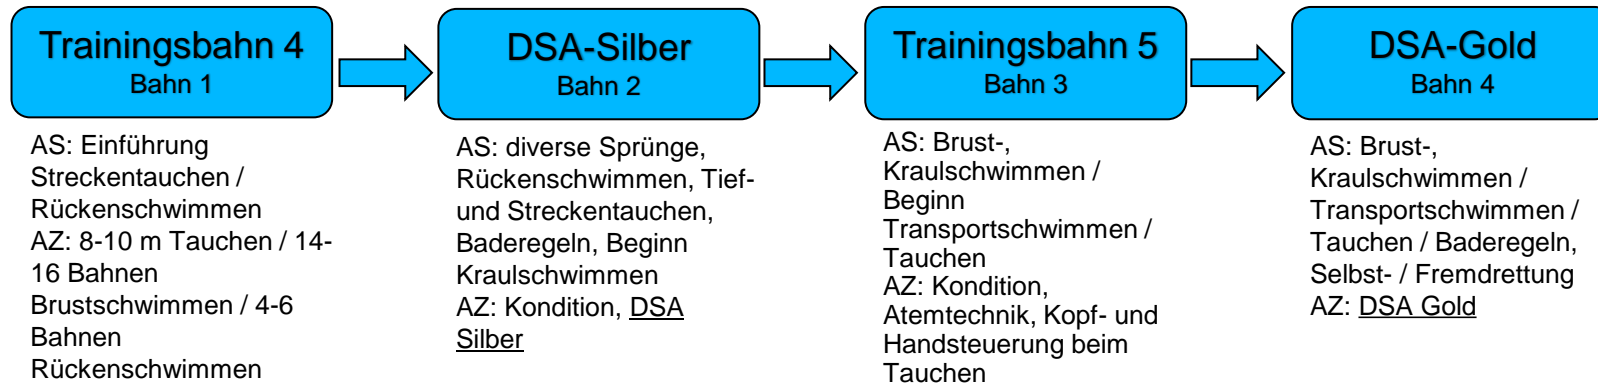 Trainingsbahn 4
Bahn 1
AS: Einführung
Streckentauchen /
Rückenschwimmen
AZ: 8-10 m Tauchen / 14-
16 Bahnen
Brustschwimmen / 4-6
Bahnen
Rückenschwimmen
DSA-Silber
Bahn 2
AS: diverse Sprünge,
Rückenschwimmen, Tief-
und Streckentauchen,
Baderegeln, Beginn
Kraulschwimmen
AZ: Kondition, DSA
Silber
Trainingsbahn 5
Bahn 3
AS: Brust-,
Kraulschwimmen /
Beginn
Transportschwimmen /
Tauchen
AZ: Kondition,
Atemtechnik, Kopf- und
Handsteuerung beim
Tauchen
DSA-Gold
Bahn 4
AS: Brust-,
Kraulschwimmen /
Transportschwimmen /
Tauchen / Baderegeln,
Selbst- / Fremdrettung
AZ: DSA Gold